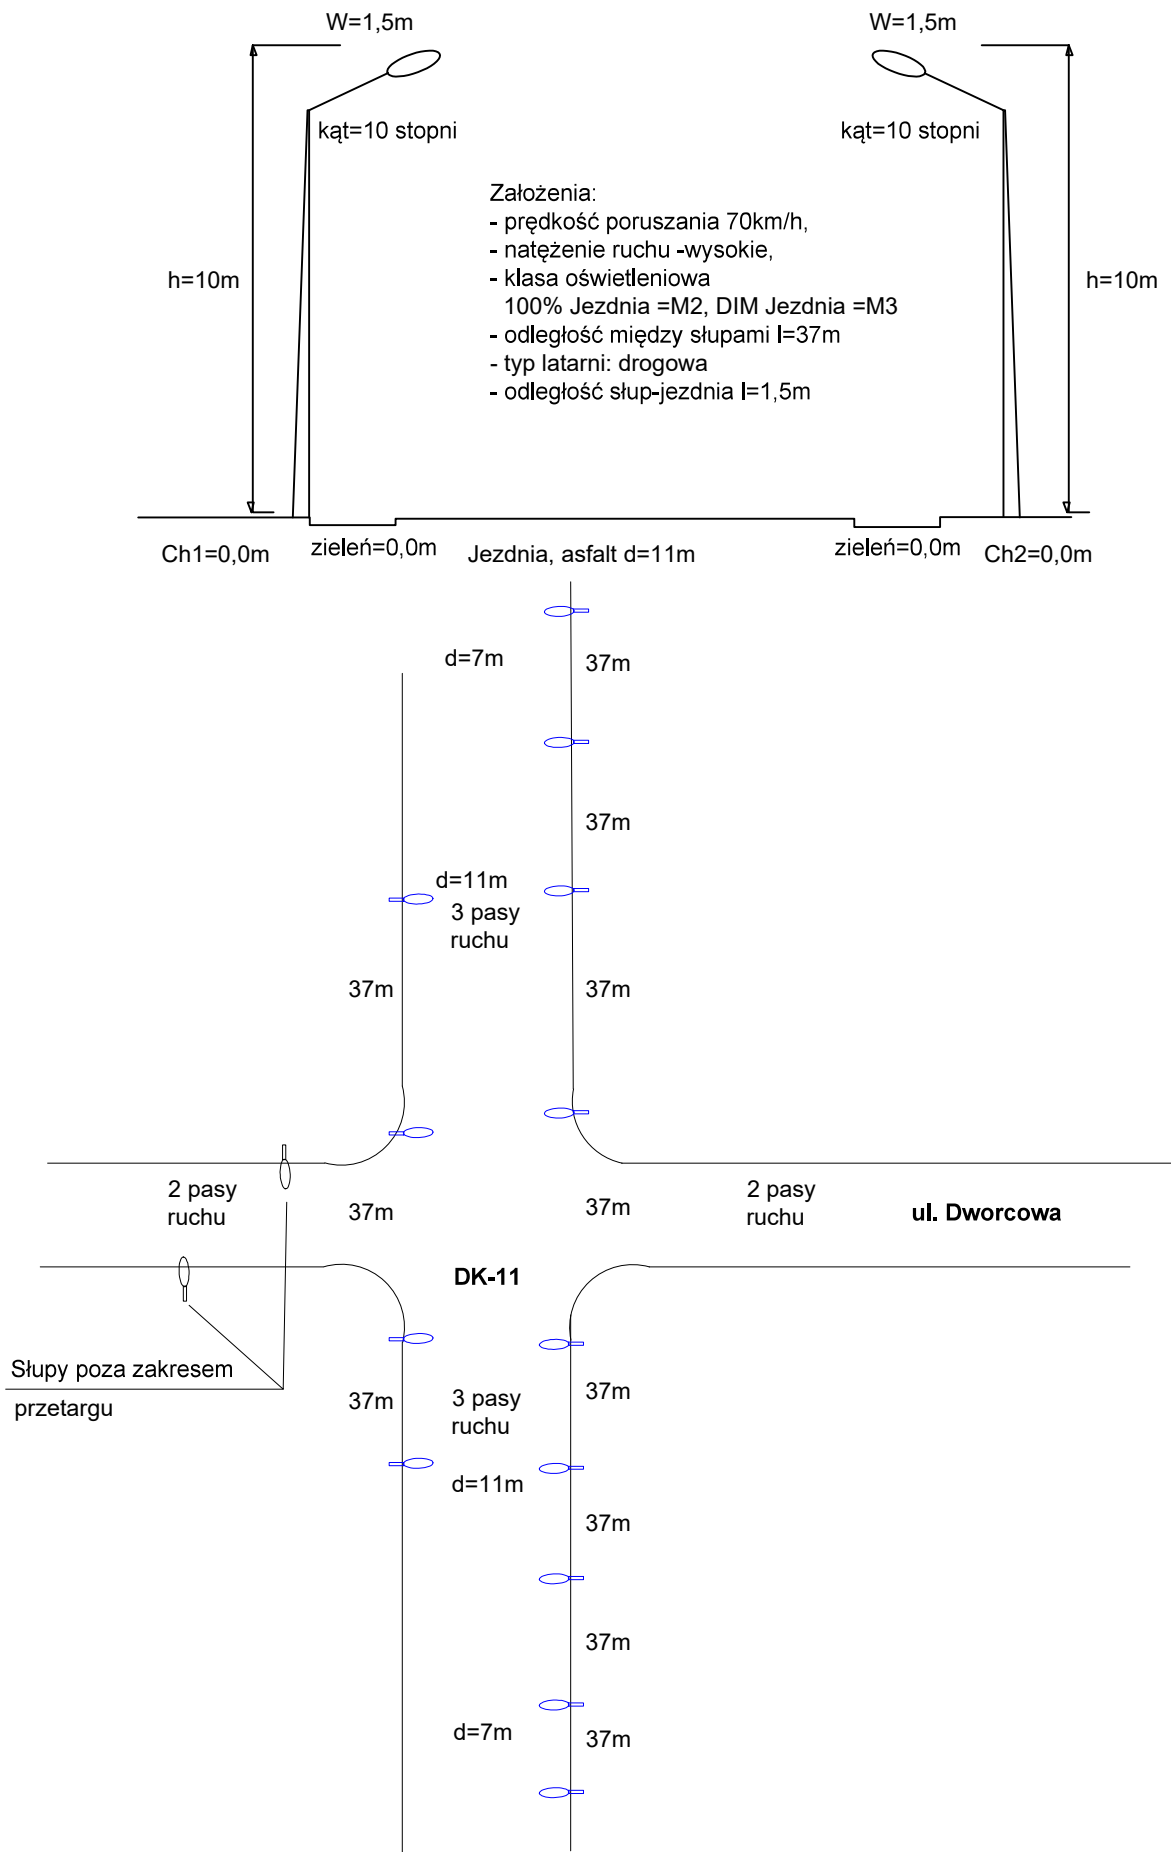 W=1,5m
W=1,5m
kąt=10 stopni
kąt=10 stopni
Założenia:
- prędkość poruszania 70km/h,
- natężenie ruchu -wysokie,
- klasa oświetleniowa
100% Jezdnia =M2, DIM Jezdnia =M3
- odległość między słupami l=37m
- typ latarni: drogowa
- odległość słup-jezdnia l=1,5m
h=10m
h=10m
Ch1=0,0m
zieleń=0,0m
Jezdnia, asfalt d=11m
zieleń=0,0m
Ch2=0,0m
d=7m
37m
37m
d=11m
3 pasy
ruchu
37m
37m
2 pasy
ruchu
37m
37m
2 pasy
ruchu
ul. Dworcowa
DK-11
Słupy poza zakresem
przetargu
37m
3 pasy
ruchu
37m
d=11m
37m
37m
d=7m
37m